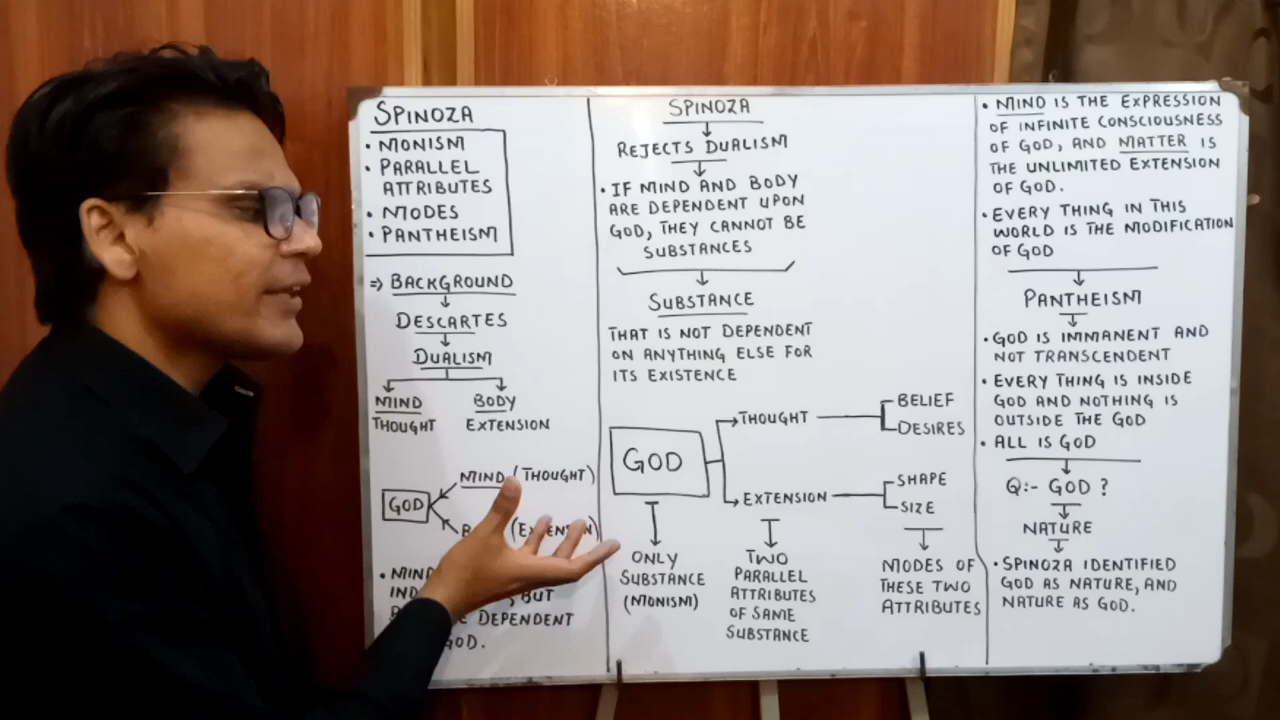 SPINOZA
• MONISM
• PARALLEL
ATTRIBUTES
• MODES
• PANTHEISM
⇒ BACKGROUND
DESCARTES
DUALISM
MIND BODY
THOUGHT EXTENSION
MIND (THOUGHT)
GOD
• MIND
BUT
DEPENDENT
GOD.
SPINOZA
REJECTS DUALISM
• IF MIND AND BODY
ARE DEPENDENT UPON
GOD, THEY CANNOT BE
SUBSTANCES
SUBSTANCE
THAT IS NOT DEPENDENT
ON ANYTHING ELSE FOR
ITS EXISTENCE
GOD
THOUGHT
BELIEF
DESIRES
EXTENSION
SHAPE
SIZE
ONLY
SUBSTANCE
(MONISM)
TWO
PARALLEL
ATTRIBUTES
OF SAME
SUBSTANCE
MODES OF
THESE TWO
ATTRIBUTES
• MIND IS THE EXPRESSION
OF INFINITE CONSCIOUSNESS
OF GOD, AND MATTER IS
THE UNLIMITED EXTENSION
OF GOD.
• EVERY THING IN THIS
WORLD IS THE MODIFICATION
OF GOD
PANTHEISM
• GOD IS IMMANENT AND
NOT TRANSCENDENT
• EVERY THING IS INSIDE
GOD AND NOTHING IS
OUTSIDE THE GOD
• ALL IS GOD
Q:- GOD ?
NATURE
• SPINOZA IDENTIFIED
GOD AS NATURE, AND
NATURE AS GOD.